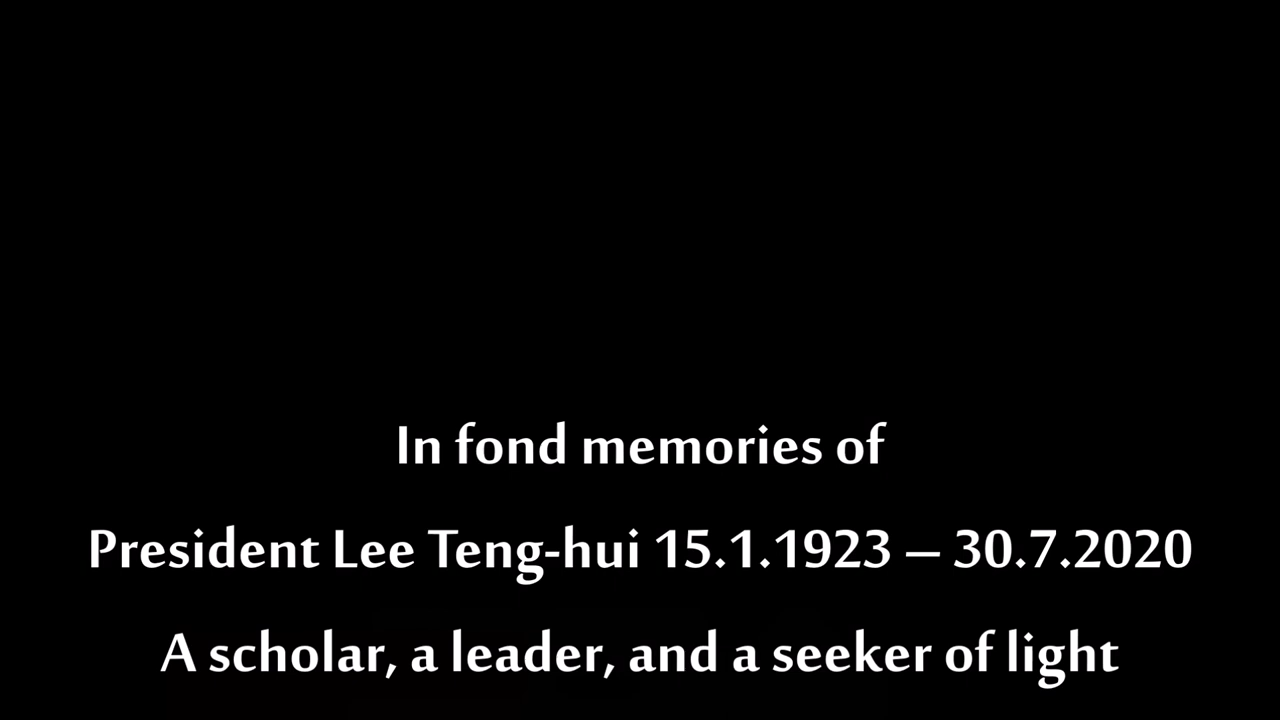 In fond memories of
President Lee Teng-hui 15.1.1923 – 30.7.2020
A scholar, a leader, and a seeker of light